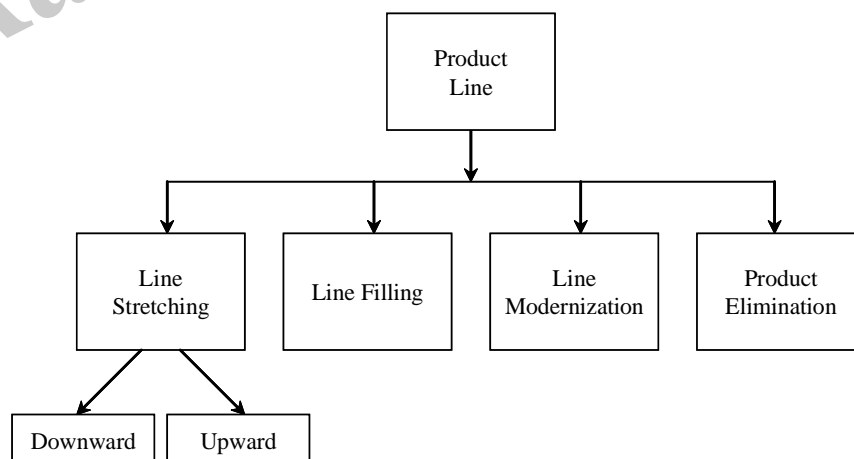 Product
Line
Line
Stretching
Line Filling
Line
Modernization
Product
Elimination
Downward
Upward